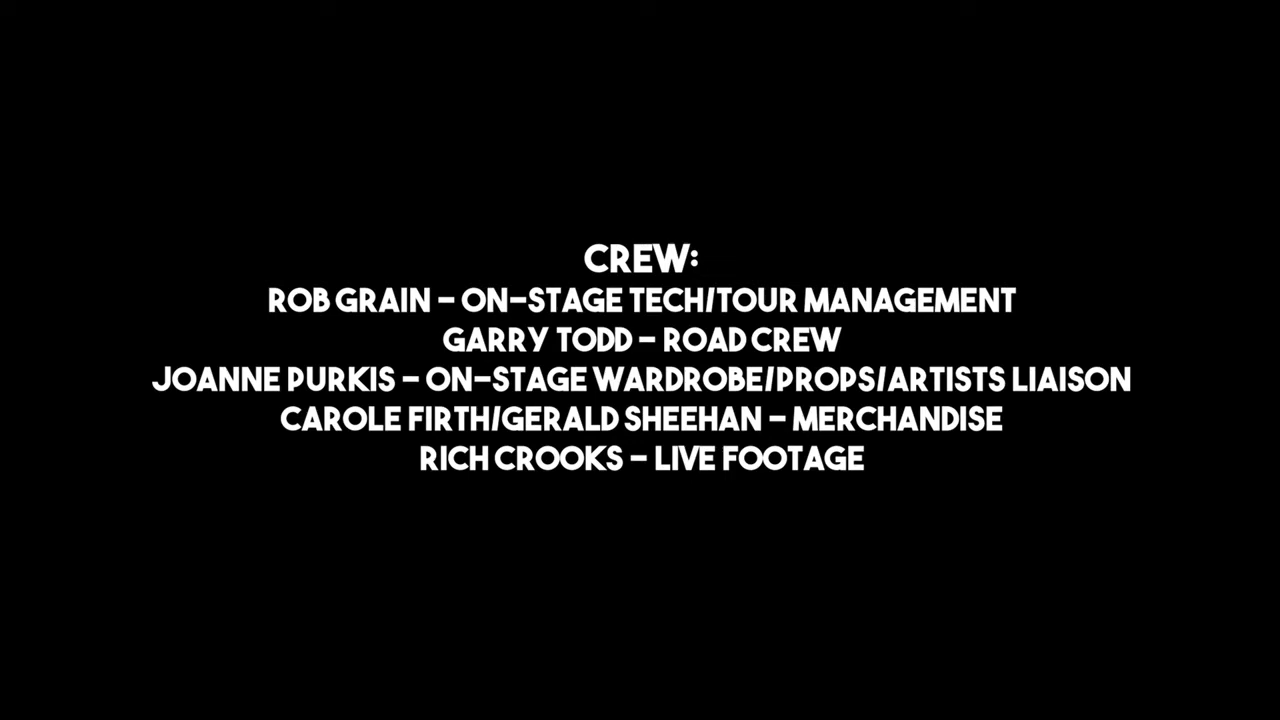 CREW:
ROB GRAIN - ON-STAGE TECH/TOUR MANAGEMENT
GARRY TODD - ROAD CREW
JOANNE PURKIS - ON-STAGE WARDROBE/PROPS/ARTISTS LIAISON
CAROLE FIRTH/GERALD SHEEHAN - MERCHANDISE
RICH CROOKS - LIVE FOOTAGE